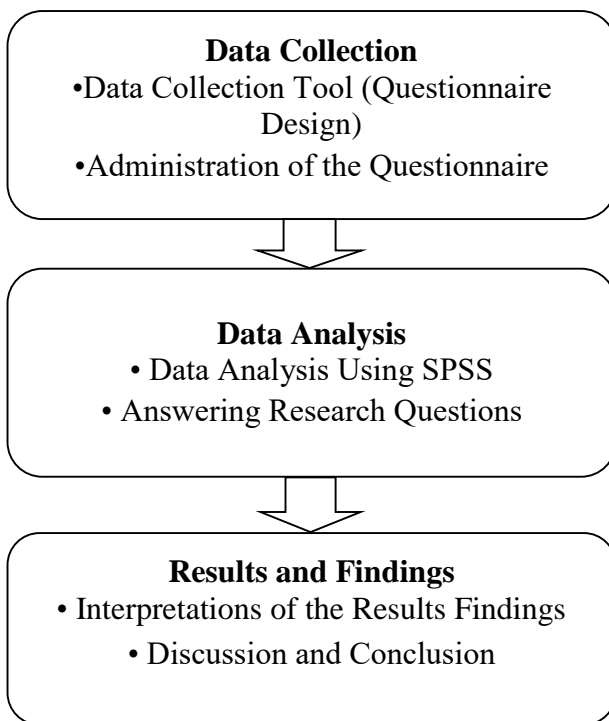 Data Collection
•Data Collection Tool (Questionnaire
Design)
•Administration of the Questionnaire
Data Analysis
• Data Analysis Using SPSS
• Answering Research Questions
Results and Findings
• Interpretations of the Results Findings
• Discussion and Conclusion